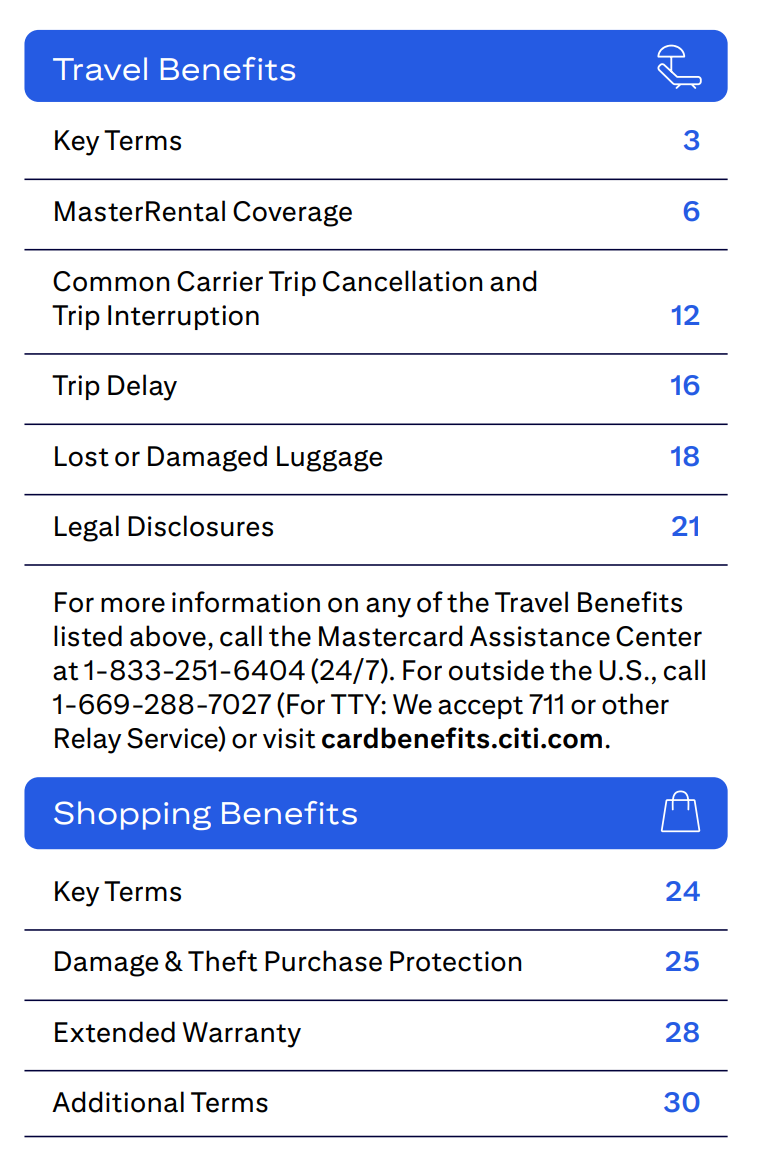 Travel Benefits
Key Terms 3
MasterRental Coverage 6
Common Carrier Trip Cancellation and
Trip Interruption 12
Trip Delay 16
Lost or Damaged Luggage 18
Legal Disclosures 21
For more information on any of the Travel Benefits
listed above, call the Mastercard Assistance Center
at 1-833-251-6404 (24/7). For outside the U.S., call
1-669-288-7027 (For TTY: We accept 711 or other
Relay Service) or visit cardbenefits.citi.com.
Shopping Benefits
Key Terms 24
Damage & Theft Purchase Protection 25
Extended Warranty 28
Additional Terms 30